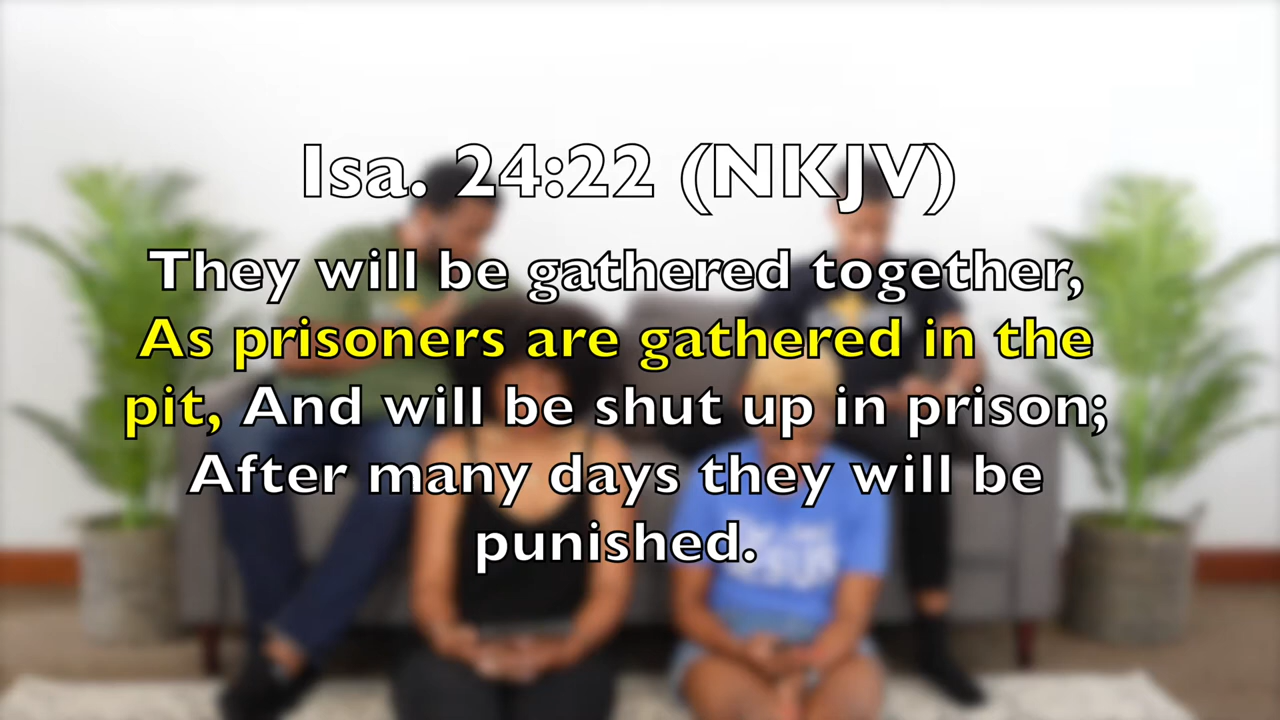 Isa. 24:22 (NKJV)
They will be gathered together,
As prisoners are gathered in the
pit, And will be shut up in prison;
After many days they will be
punished.